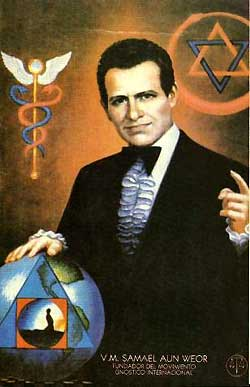 V.M. SAMAEL AUN WEOR
FUNDADOR DEL MOVIMIENTO
GNOSTICO INTERNACIONAL